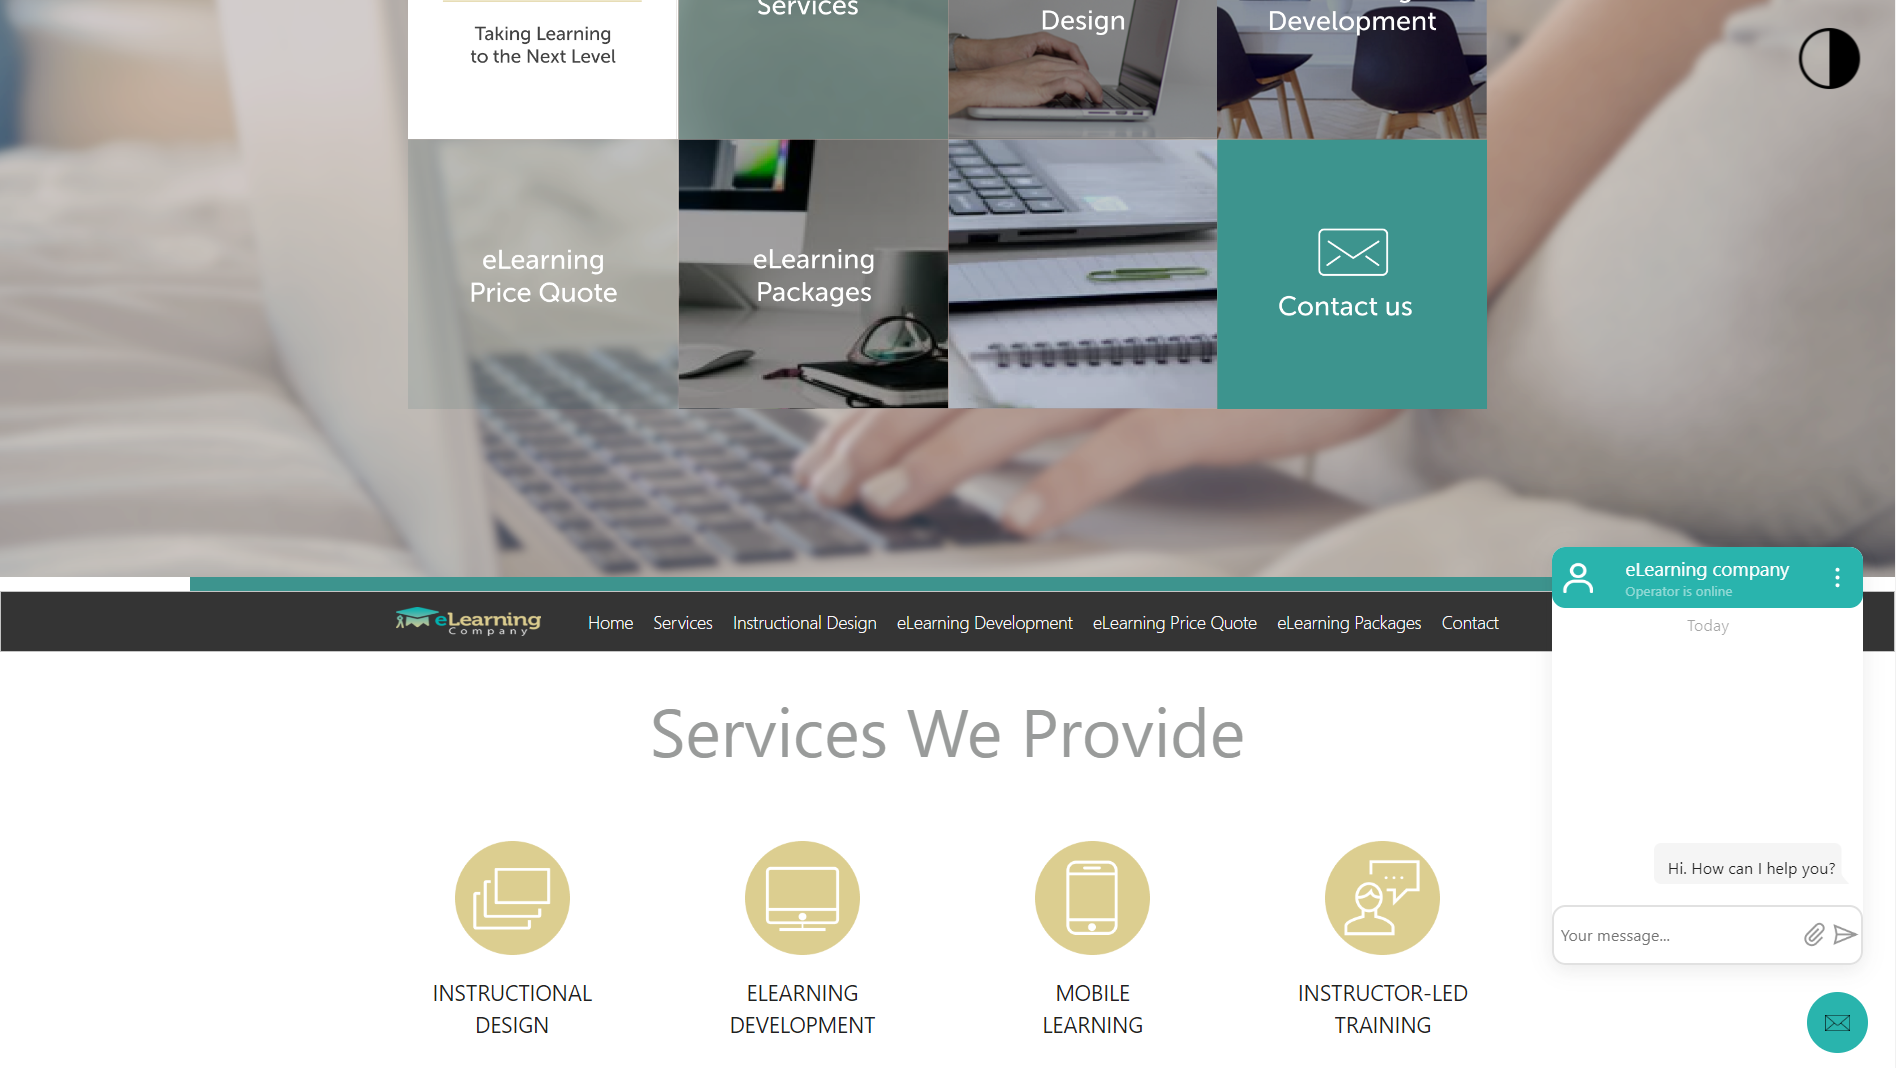 Taking Learning
to the Next Level
Services
Design
Development
eLearning
Price Quote
eLearning
Packages
Contact us
eLearning
Company
Home
Services
Instructional Design
eLearning Development
eLearning Price Quote
eLearning Packages
Contact
Services We Provide
INSTRUCTIONAL
DESIGN
ELEARNING
DEVELOPMENT
MOBILE
LEARNING
INSTRUCTOR-LED
TRAINING
eLearning company
Operator is online
Today
Hi. How can I help you?
Your message...